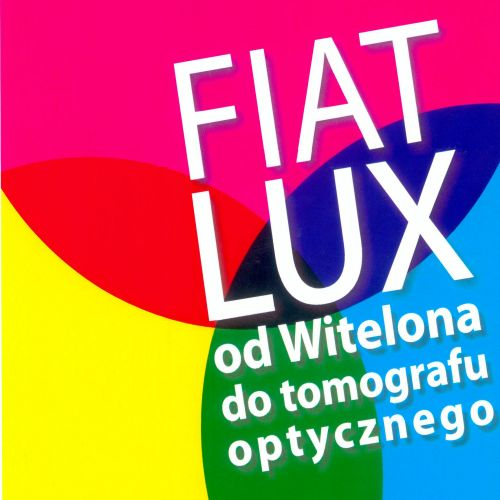 FIAT
LUX
od Witelona
do tomografu
optycznego